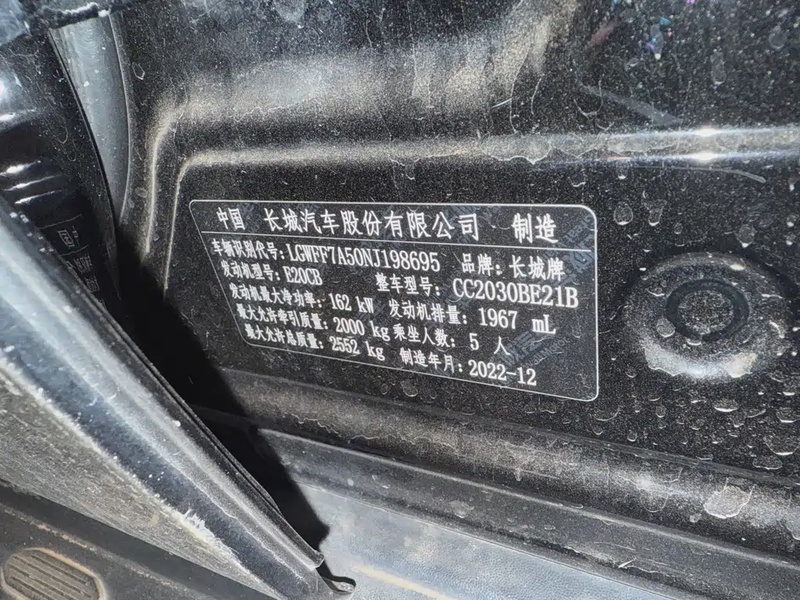 中国 长城汽车股份有限公司 制造
车辆识别代号: LGWFF7A50NJ198695 品牌: 长城牌
发动机型号: E20CB 整车型号: CC2030BE21B
发动机最大净功率: 162 kW 发动机排量: 1967 mL
最大允许牵引质量: 2000 kg 乘坐人数: 5 人
最大允许总质量: 2552 kg 制造年月: 2022-12